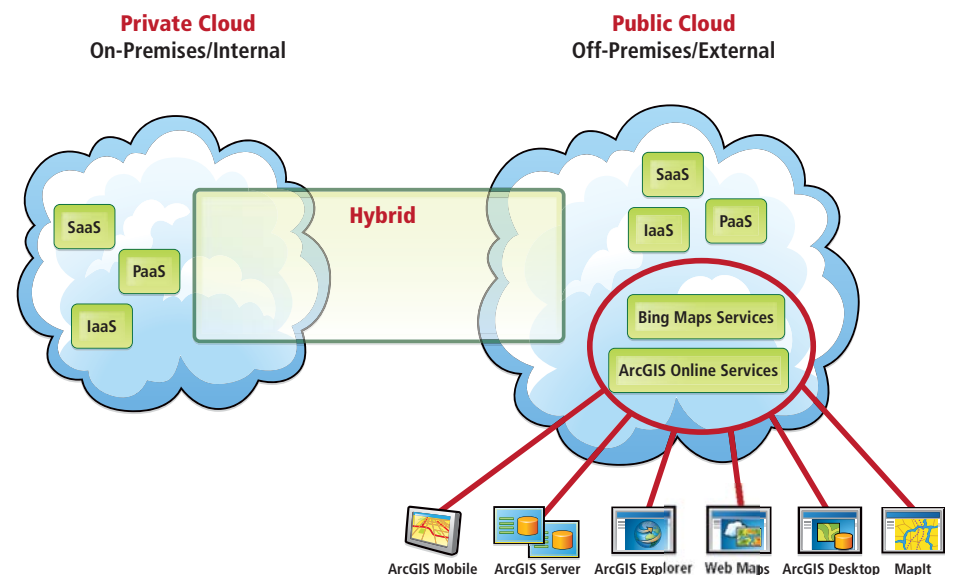 Private Cloud
On-Premises/Internal
Public Cloud
Off-Premises/External
SaaS
PaaS
IaaS
Hybrid
SaaS
IaaS
PaaS
Bing Maps Services
ArcGIS Online Services
ArcGIS Mobile
ArcGIS Server
ArcGIS Explorer
Web Maps
ArcGIS Desktop
MapIt